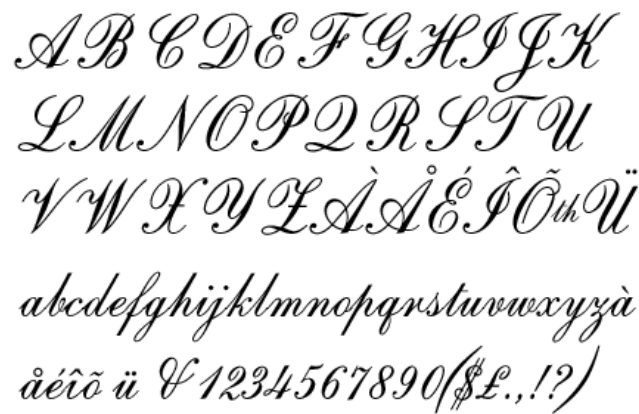 ABCDEFGHIJK
LMNOPQRSTU
VWXYZÀÅÉÎÕthÜ
abcdefghijklmnopqrstuvwxyzà
åéîõ ü & 1234567890($£.,!?)